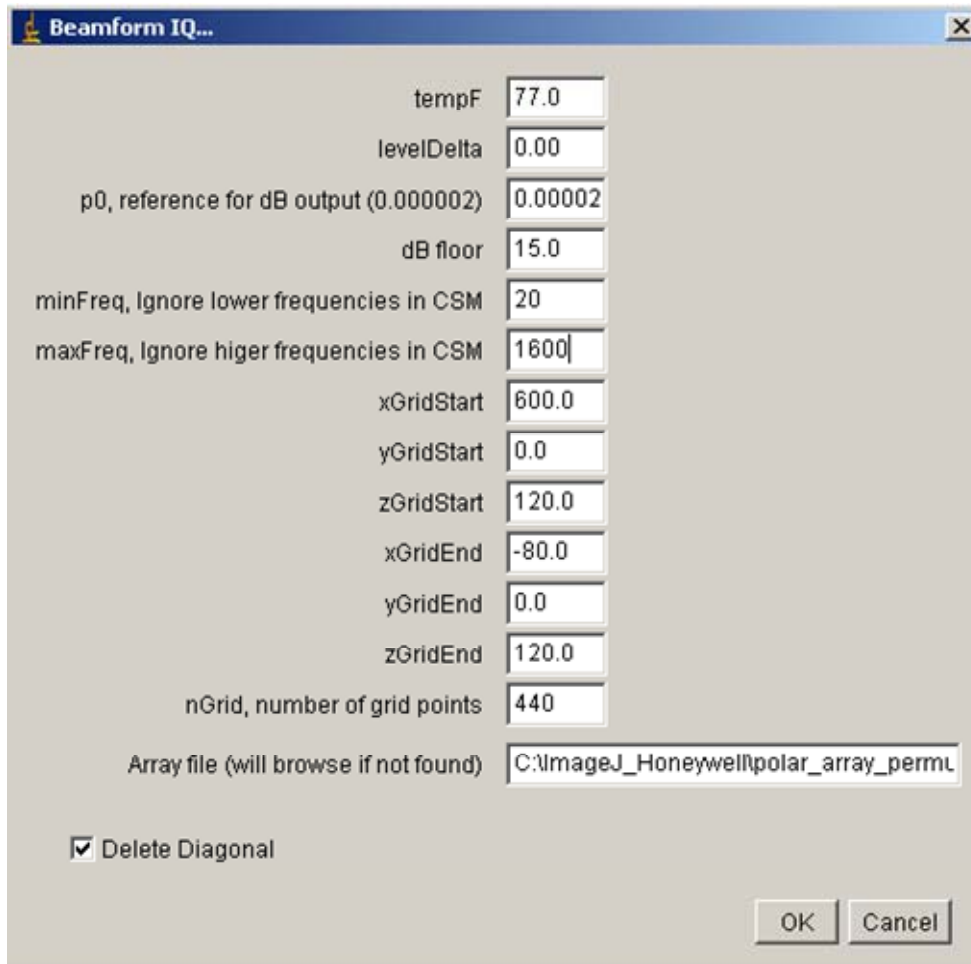 Beamform IQ...
tempF 77.0
levelDelta 0.00
p0, reference for dB output (0.000002) 0.00002
dB floor 15.0
minFreq, Ignore lower frequencies in CSM 20
maxFreq, Ignore higer frequencies in CSM 1600
xGridStart 600.0
yGridStart 0.0
zGridStart 120.0
xGridEnd -80.0
yGridEnd 0.0
zGridEnd 120.0
nGrid, number of grid points 440
Array file (will browse if not found) C:\ImageJ_Honeywell\polar_array_permu
Delete Diagonal
OK Cancel